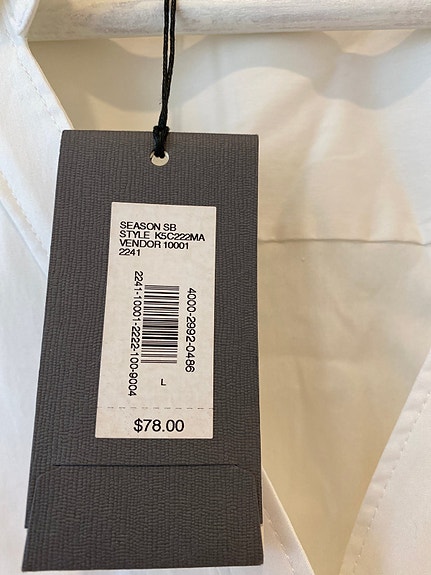 SEASON SB
STYLE K5C222MA
VENDOR 10001
2241
4000-2992-0486
2241-10001-2222-100-9004
L
$78.00